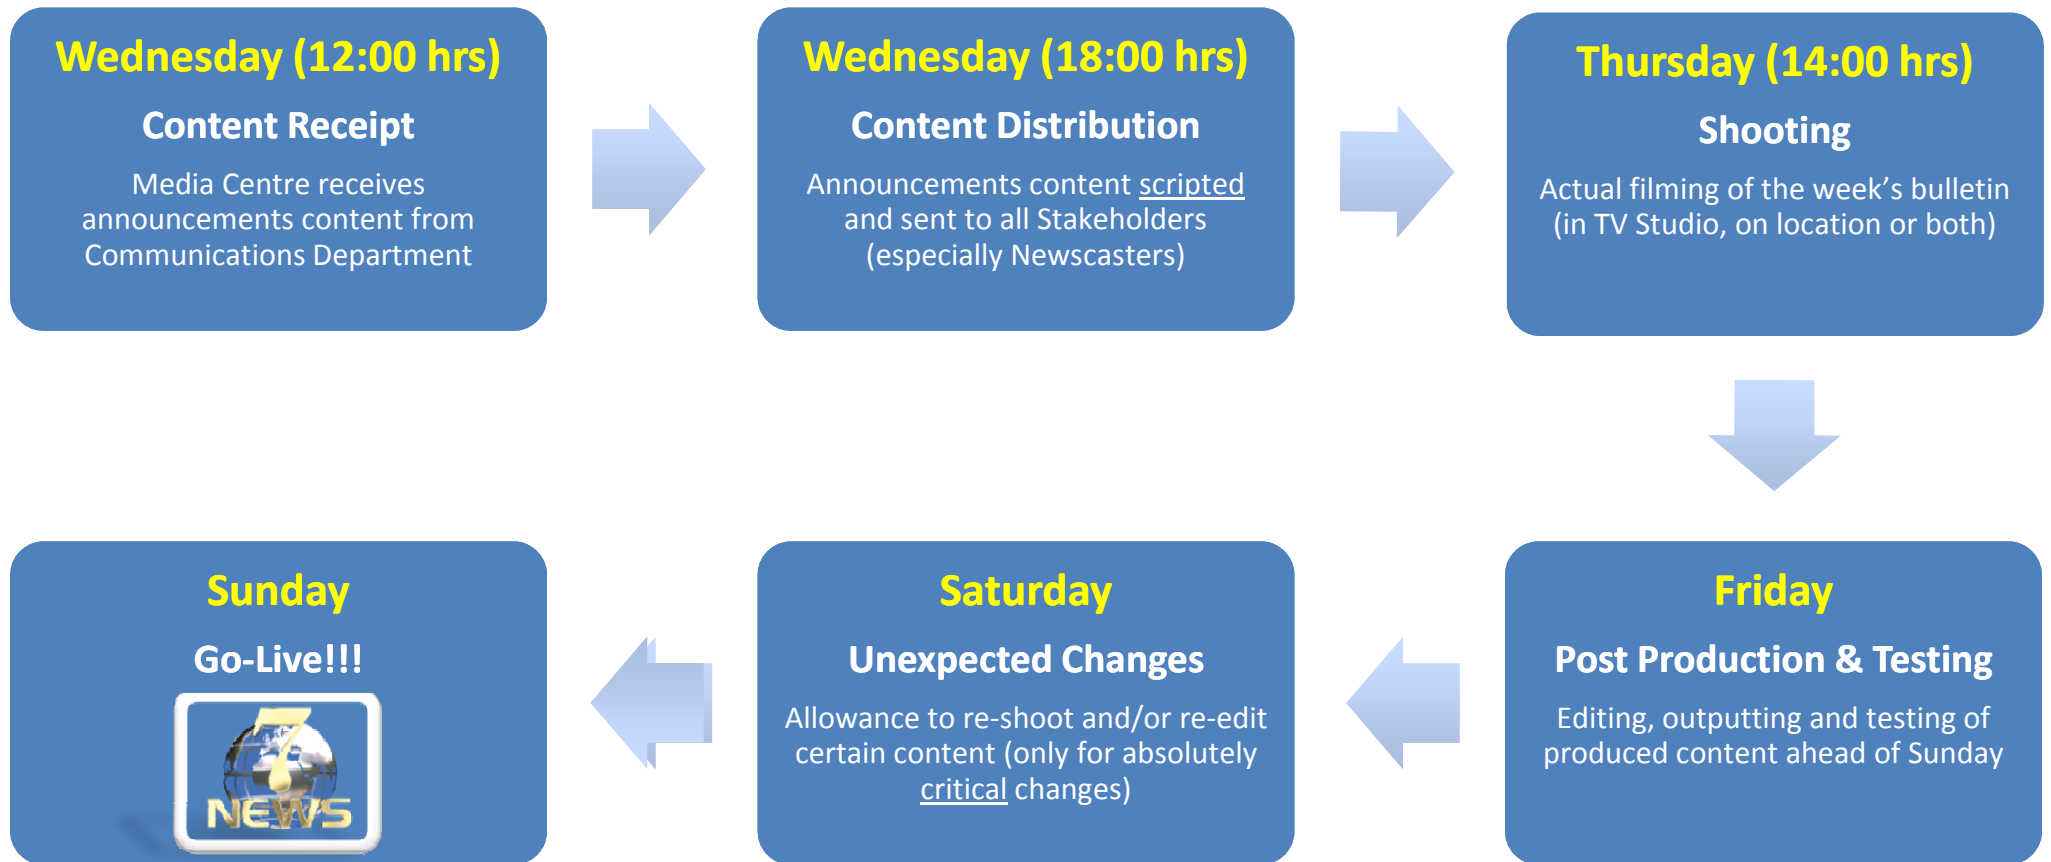 Wednesday (12:00 hrs)
Content Receipt
Media Centre receives
announcements content from
Communications Department
Wednesday (18:00 hrs)
Content Distribution
Announcements content scripted
and sent to all Stakeholders
(especially Newscasters)
Thursday (14:00 hrs)
Shooting
Actual filming of the week’s bulletin
(in TV Studio, on location or both)
Friday
Post Production & Testing
Editing, outputting and testing of
produced content ahead of Sunday
Saturday
Unexpected Changes
Allowance to re-shoot and/or re-edit
certain content (only for absolutely
critical changes)
Sunday
Go-Live!!!
7
NEWS